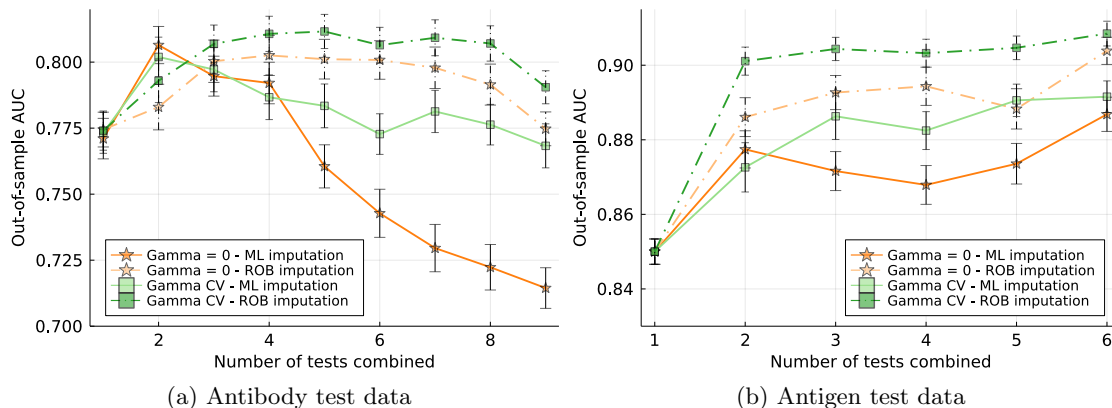 Out-of-sample AUC
0.800
0.775
0.750
0.725
0.700
Gamma = 0 - ML imputation
Gamma = 0 - ROB imputation
Gamma CV - ML imputation
Gamma CV - ROB imputation
2
4
6
8
Number of tests combined
(a) Antibody test data
Out-of-sample AUC
0.90
0.88
0.86
0.84
Gamma = 0 - ML imputation
Gamma = 0 - ROB imputation
Gamma CV - ML imputation
Gamma CV - ROB imputation
1
2
3
4
5
6
Number of tests combined
(b) Antigen test data